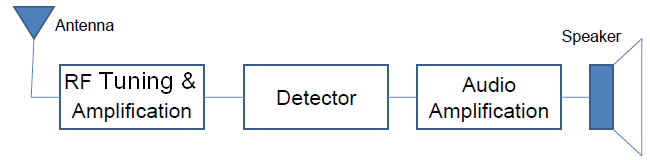 Antenna
Speaker
RF Tuning &
Amplification
Detector
Audio
Amplification